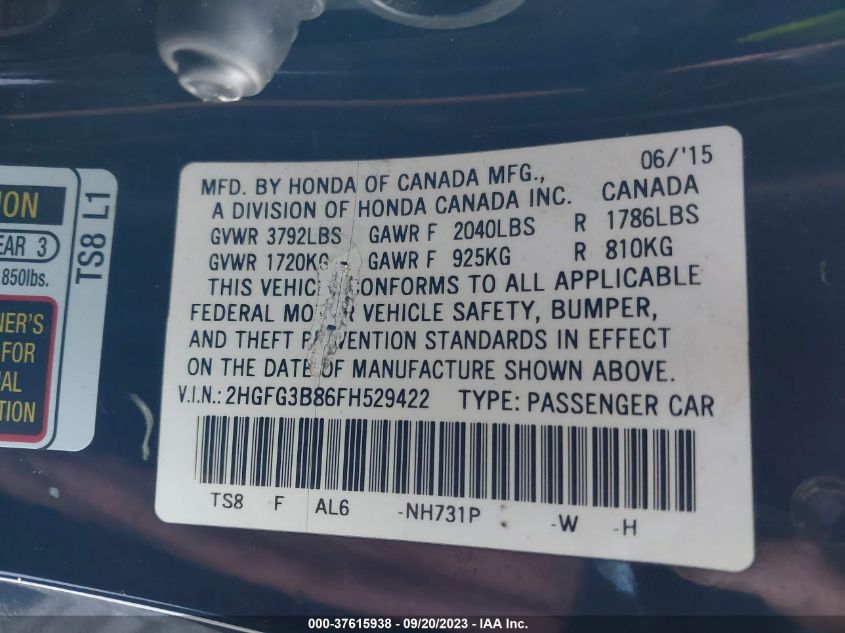 ION
EAR 3
850lbs.
NER'S
FOR
AL
TION
TS8 L1
06/'15
MFD. BY HONDA OF CANADA MFG.,
A DIVISION OF HONDA CANADA INC. CANADA
GVWR 3792LBS GAWR F 2040LBS R 1786LBS
GVWR 1720KG GAWR F 925KG R 810KG
THIS VEHIC CONFORMS TO ALL APPLICABLE
FEDERAL MO R VEHICLE SAFETY, BUMPER,
AND THEFT P VENTION STANDARDS IN EFFECT
ON THE DATE OF MANUFACTURE SHOWN ABOVE.
V.I.N.: 2HGFG3B86FH529422 TYPE: PASSENGER CAR
TS8 F AL6 -NH731P -W -H
000-37615938 - 09/20/2023 - IAA Inc.